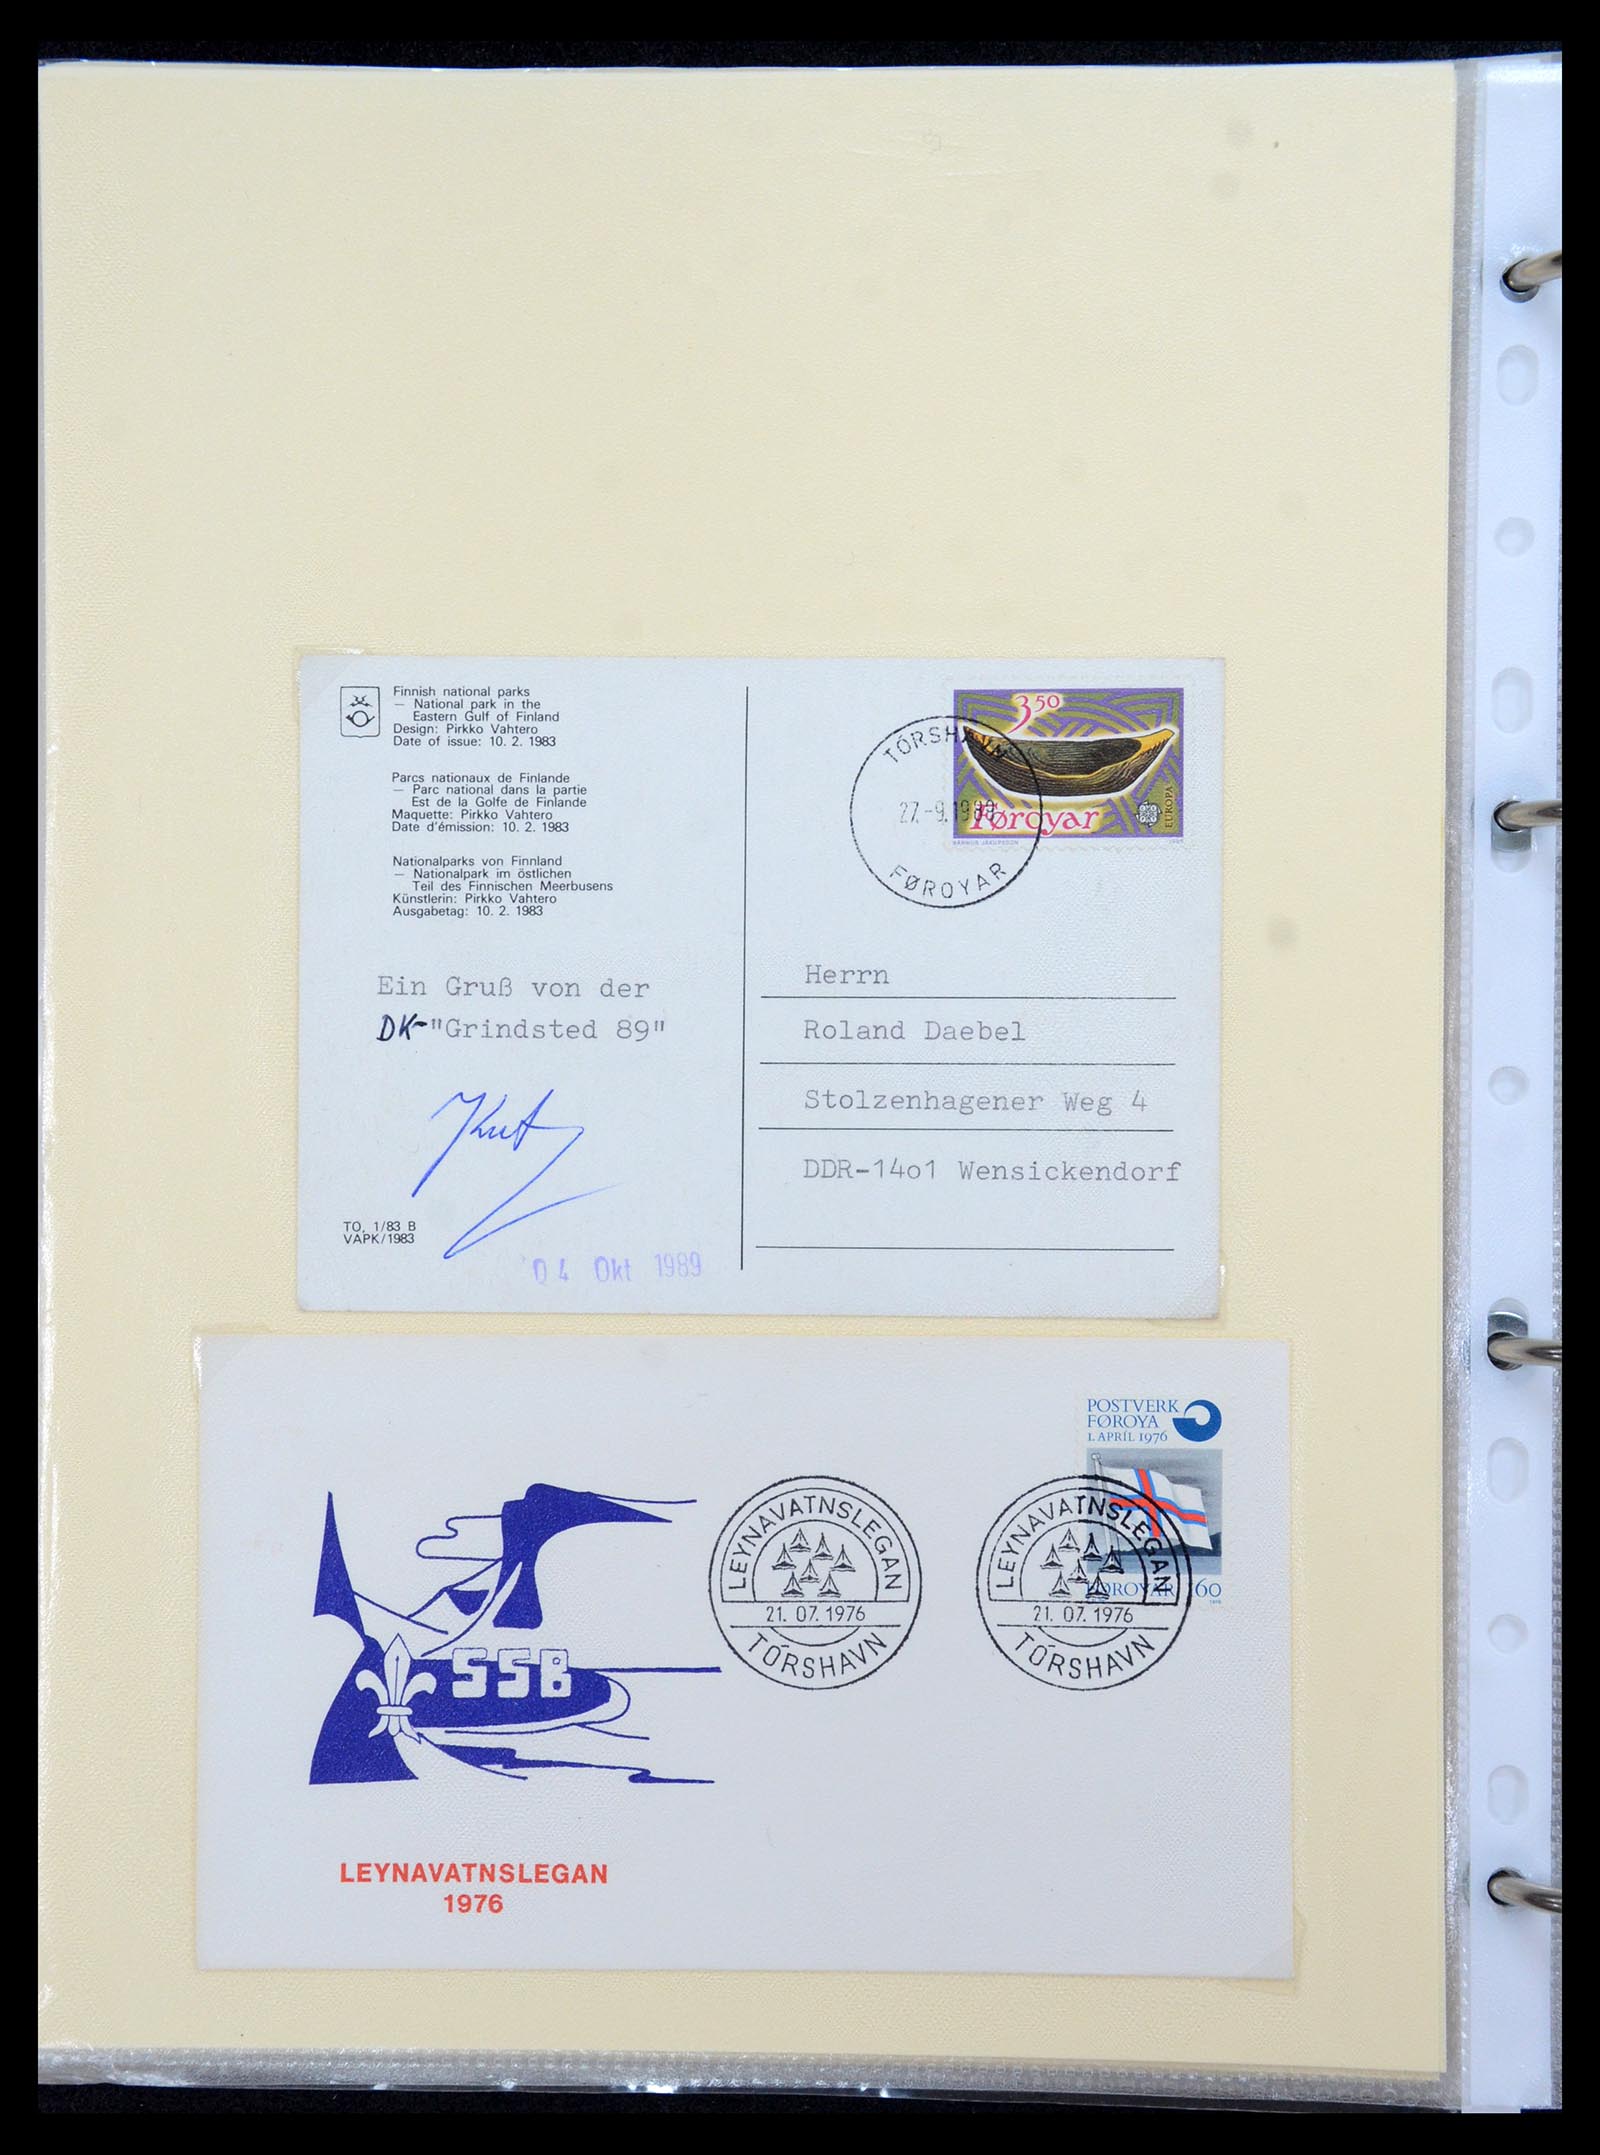 Finnish national parks
— National park in the
Eastern Gulf of Finland
Design: Pirkko Vahtero
Date of issue: 10. 2. 1983
Parcs nationaux de Finlande
— Parc national dans la partie
Est de la Golfe de Finlande
Maquette: Pirkko Vahtero
Date d'émission: 10. 2. 1983
Nationalparks von Finnland
— Nationalpark im östlichen
Teil des Finnischen Meerbusens
Künstlerin: Pirkko Vahtero
Ausgabetag: 10. 2. 1983
Ein Gruß von der
DK-"Grindsted 89"
TO, 1/83 B
VAPK/1983
04 Okt 1989
350
Føroyar
EUROPA
TÓRSHAVN
27.-9.1989
FØROYAR
Herrn
Roland Daebel
Stolzenhagener Weg 4
DDR-14o1 Wensickendorf
POSTVERK
FØROYA
1. APRÍL 1976
FØROYAR 160
LEYNAVATNSLEGAN
21. 07. 1976
TÓRSHAVN
LEYNAVATNSLEGAN
21. 07. 1976
TÓRSHAVN
SSB
LEYNAVATNSLEGAN
1976